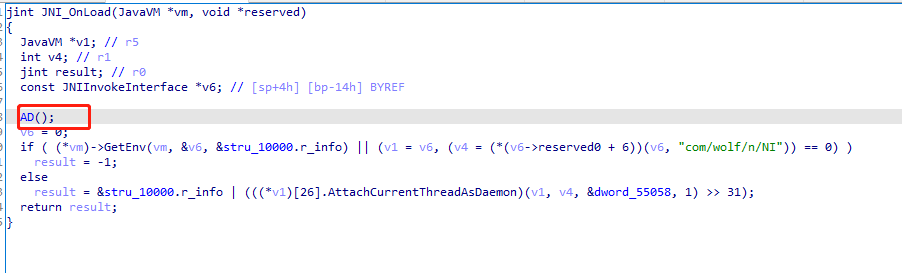 jint JNI_OnLoad(JavaVM *vm, void *reserved)
{
JavaVM *v1; // r5
int v4; // r1
jint result; // r0
const JNIInvokeInterface *v6; // [sp+4h] [bp-14h] BYREF
AD();
v6 = 0;
if ( (*vm)->GetEnv(vm, &v6, &stru_10000.r_info) || (v1 = v6, (v4 = (*(v6->reserved0 + 6))(v6, "com/wolf/n/NI")) == 0) )
result = -1;
else
result = &stru_10000.r_info | (((*v1)[26].AttachCurrentThreadAsDaemon)(v1, v4, &dword_55058, 1) >> 31);
return result;
}